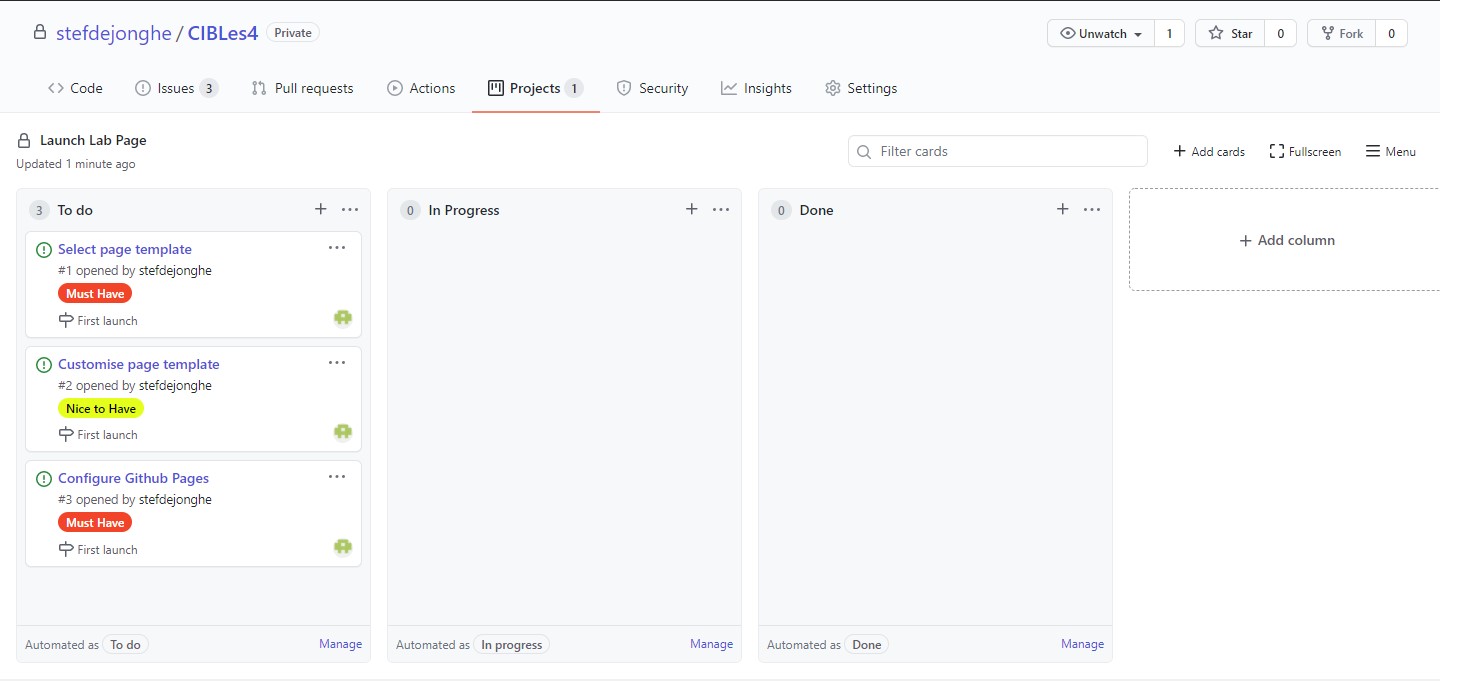 stefdejonghe / CIBLes4 Private
Unwatch 1 Star 0 Fork 0
Code Issues 3 Pull requests Actions Projects 1 Security Insights Settings
Launch Lab Page
Updated 1 minute ago
Filter cards
Add cards Fullscreen Menu
3 To do
Select page template
#1 opened by stefdejonghe
Must Have
First launch
Customise page template
#2 opened by stefdejonghe
Nice to Have
First launch
Configure Github Pages
#3 opened by stefdejonghe
Must Have
First launch
Automated as To do Manage
0 In Progress
Automated as In progress Manage
0 Done
Automated as Done Manage
Add column